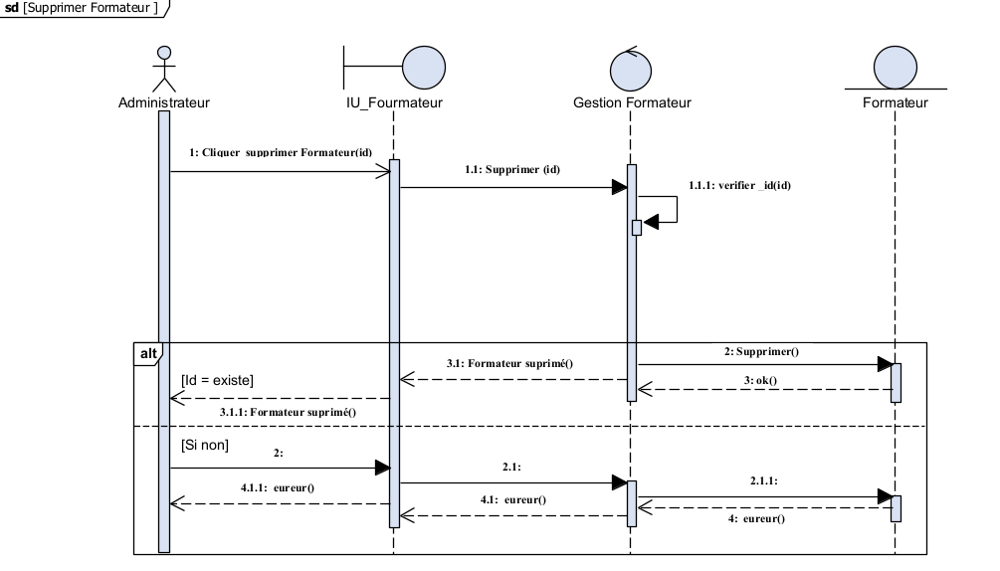 sd [Supprimer Formateur ]
Administrateur
IU_Fourmateur
Gestion Formateur
Formateur
1: Cliquer supprimer Formateur(id)
1.1: Supprimer (id)
1.1.1: verifier _id(id)
alt
2: Supprimer()
3.1: Formateur suprimé()
3: ok()
[Id = existe]
3.1.1: Formateur suprimé()
[Si non]
2:
2.1:
2.1.1:
4.1.1: eureur()
4.1: eureur()
4: eureur()